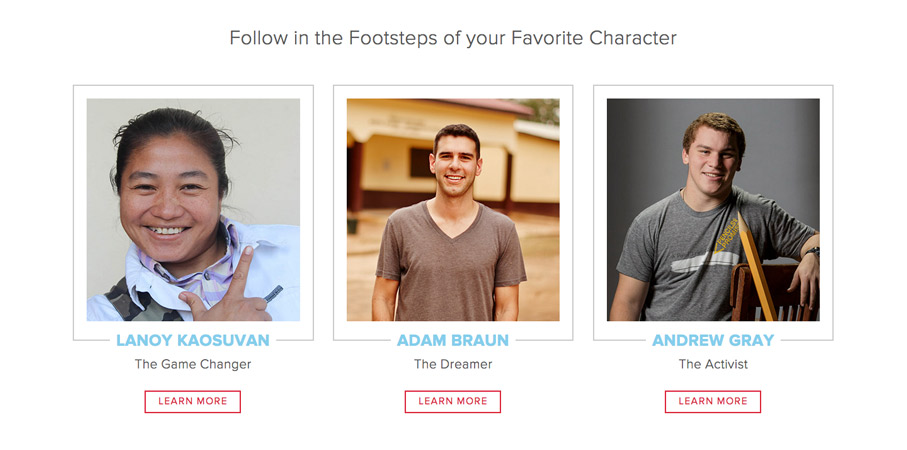 Follow in the Footsteps of your Favorite Character
LANOY KAOSUVAN
The Game Changer
LEARN MORE
ADAM BRAUN
The Dreamer
LEARN MORE
ANDREW GRAY
The Activist
LEARN MORE